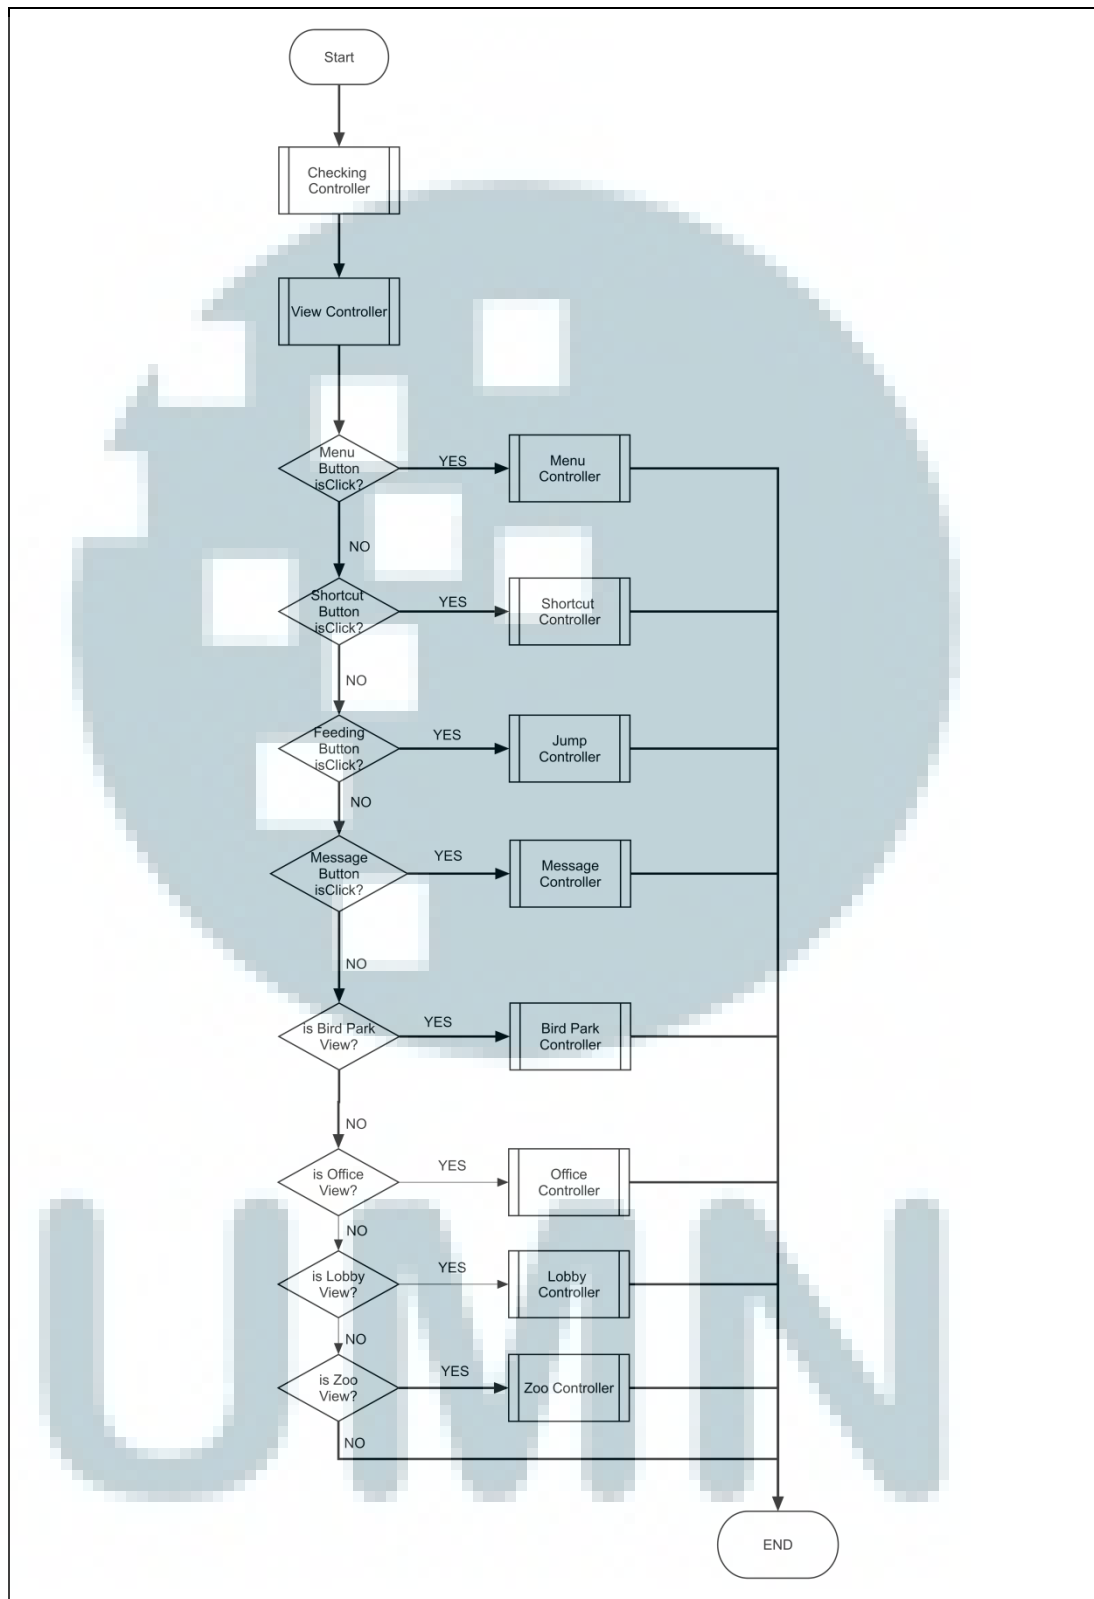 Start
Checking
Controller
View Controller
Menu
Button
isClick?
YES
Menu
Controller
NO
Shortcut
Button
isClick?
YES
Shortcut
Controller
NO
Feeding
Button
isClick?
YES
Jump
Controller
NO
Message
Button
isClick?
YES
Message
Controller
NO
is Bird Park
View?
YES
Bird Park
Controller
NO
is Office
View?
YES
Office
Controller
NO
is Lobby
View?
YES
Lobby
Controller
NO
is Zoo
View?
YES
Zoo Controller
NO
END
UMN